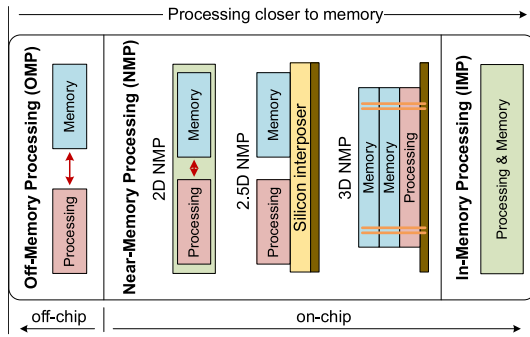 Processing closer to memory
Off-Memory Processing (OMP)
Memory
Processing
Near-Memory Processing (NMP)
2D NMP
Memory
Processing
2.5D NMP
Memory
Processing
Silicon interposer
3D NMP
Memory
Memory
Processing
In-Memory Processing (IMP)
Processing & Memory
off-chip
on-chip